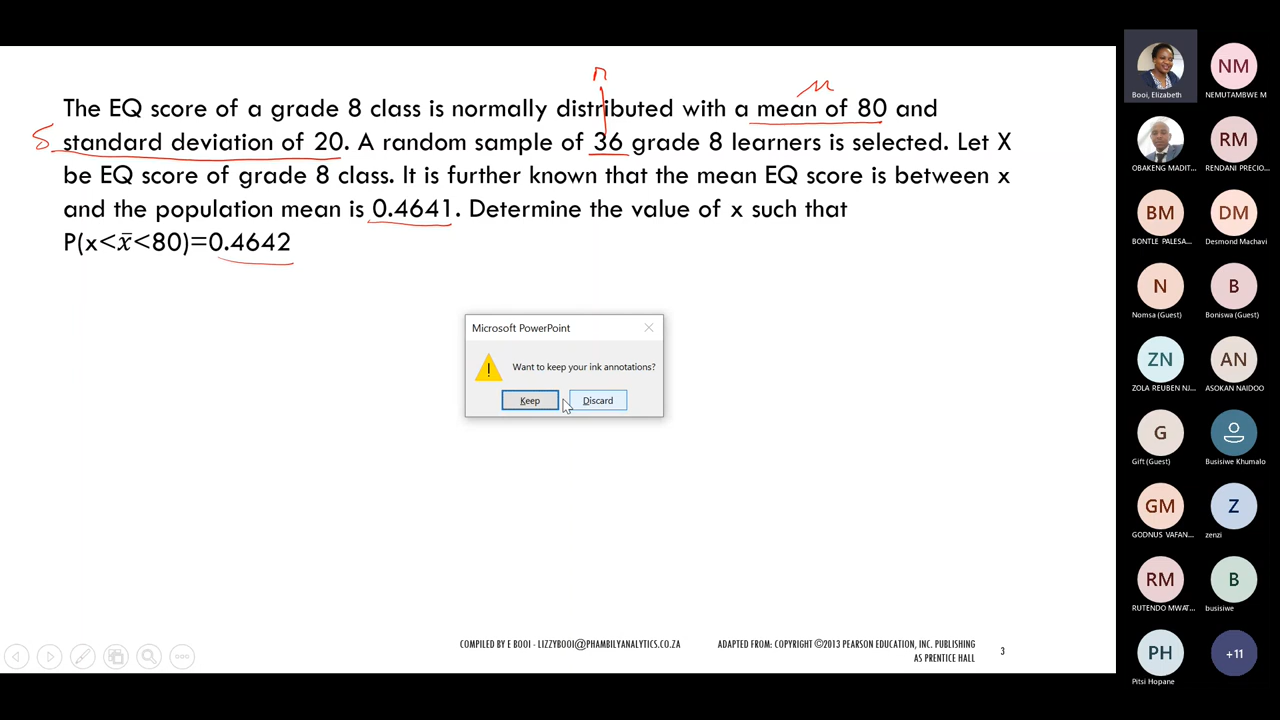 n
μ
The EQ score of a grade 8 class is normally distributed with a mean of 80 and
standard deviation of 20. A random sample of 36 grade 8 learners is selected. Let X
be EQ score of grade 8 class. It is further known that the mean EQ score is between x
and the population mean is 0.4641. Determine the value of x such that
P(x<x̄<80)=0.4642
Microsoft PowerPoint
Want to keep your ink annotations?
Keep
Discard
COMPILED BY E BOOI - LIZZYBOOI@PHAMBILYANALYTICS.CO.ZA
ADAPTED FROM: COPYRIGHT ©2013 PEARSON EDUCATION, INC. PUBLISHING
AS PRENTICE HALL
3
Booi, Elizabeth
NM
NEMUTAMBWE M
OBAKENG MADIT...
RM
RENDANI PRECIO...
BM
BONTLE PALESA...
DM
Desmond Machavi
N
Nomsa (Guest)
B
Boniswa (Guest)
ZN
ZOLA REUBEN NJ...
AN
ASOKAN NAIDOO
G
Gift (Guest)
Busisiwe Khumalo
GM
GODNUS VAFAN...
Z
zenzi
RM
RUTENDO MWAT...
B
busisiwe
PH
Pitsi Hopane
+11